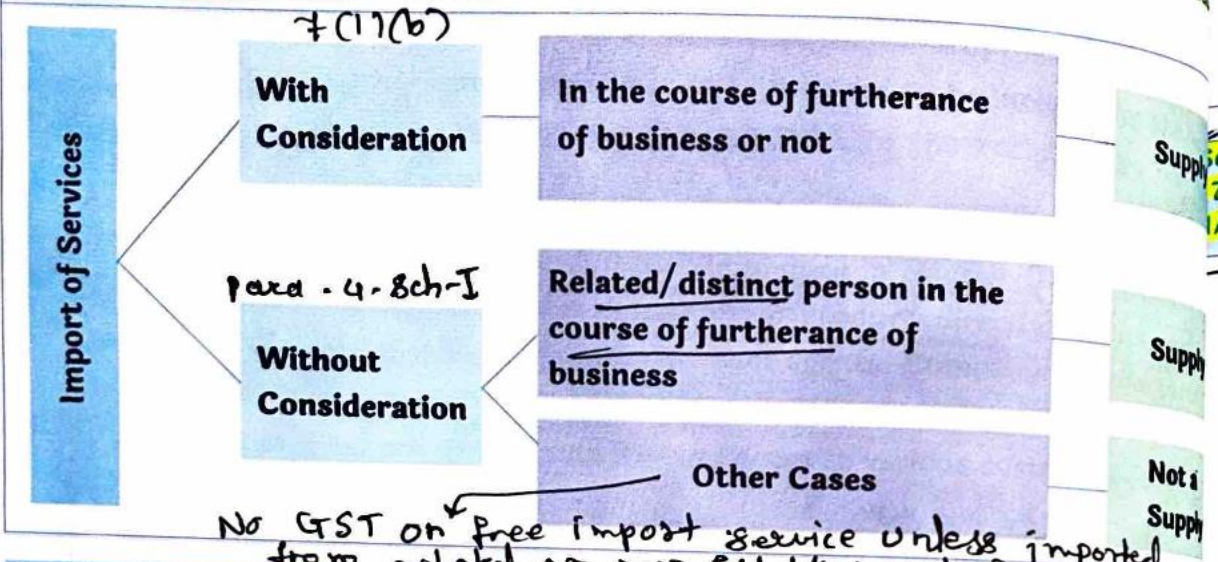 7(1)(b)
With
Consideration
In the course of furtherance
of business or not
Supply
Import of Services
para. 4. Sch-I
Without
Consideration
Related/distinct person in the
course of furtherance of
business
Supply
Other Cases
Not a
Supply
No GST on free import service unless imported
from